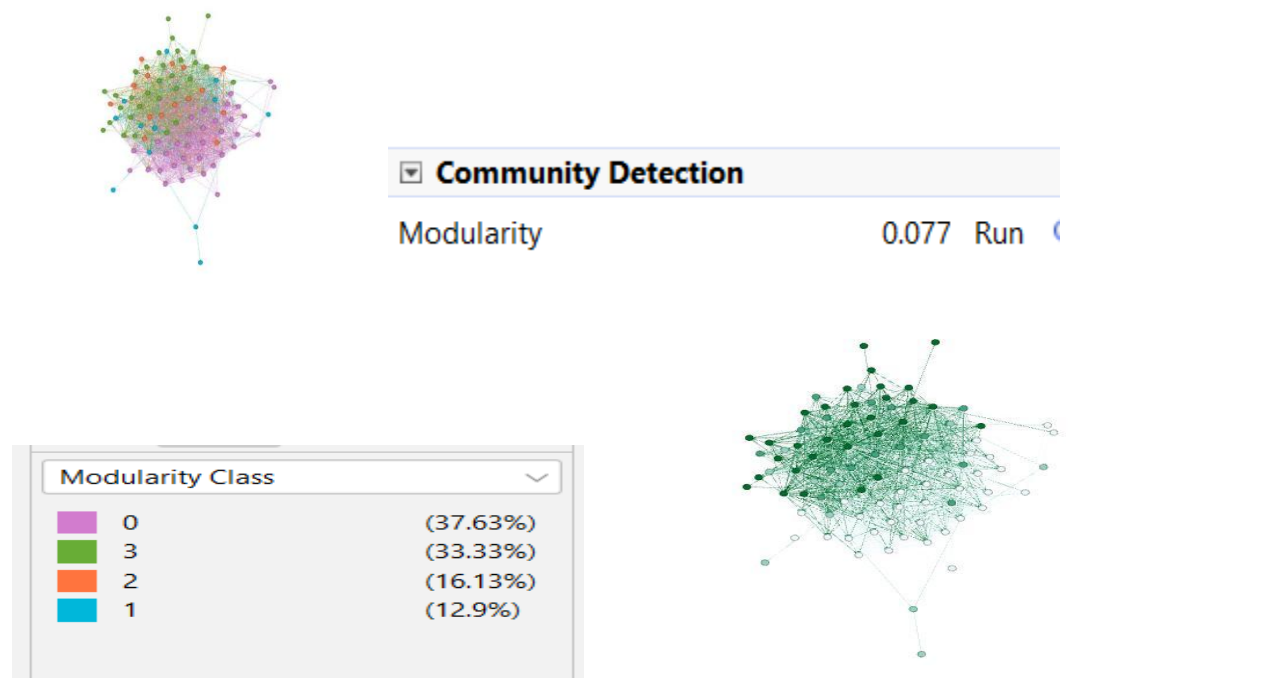 Community Detection
Modularity 0.077 Run
Modularity Class
0 (37.63%)
3 (33.33%)
2 (16.13%)
1 (12.9%)